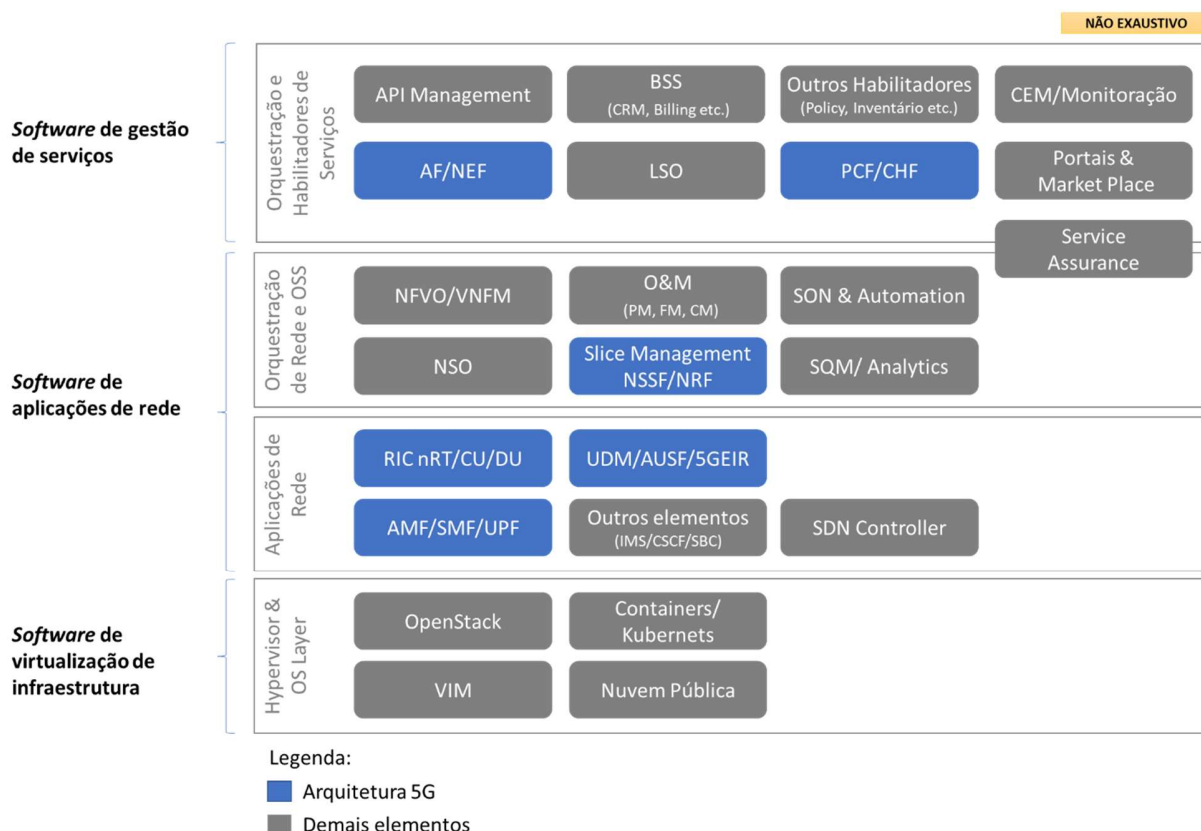 NÃO EXAUSTIVO
Software de gestão
de serviços
Orquestração e
Habilitadores de
Serviços
API Management
BSS
(CRM, Billing etc.)
Outros Habilitadores
(Policy, Inventário etc.)
CEM/Monitoração
AF/NEF
LSO
PCF/CHF
Portais &
Market Place
Service
Assurance
Software de
aplicações de rede
Orquestração
de Rede e OSS
NFVO/VNFM
O&M
(PM, FM, CM)
SON & Automation
NSO
Slice Management
NSSF/NRF
SQM/ Analytics
Aplicações de
Rede
RIC nRT/CU/DU
UDM/AUSF/5GEIR
AMF/SMF/UPF
Outros elementos
(IMS/CSCF/SBC)
SDN Controller
Software de
virtualização de
infraestrutura
Hypervisor &
OS Layer
OpenStack
Containers/
Kubernets
VIM
Nuvem Pública
Legenda:
Arquitetura 5G
Demais elementos